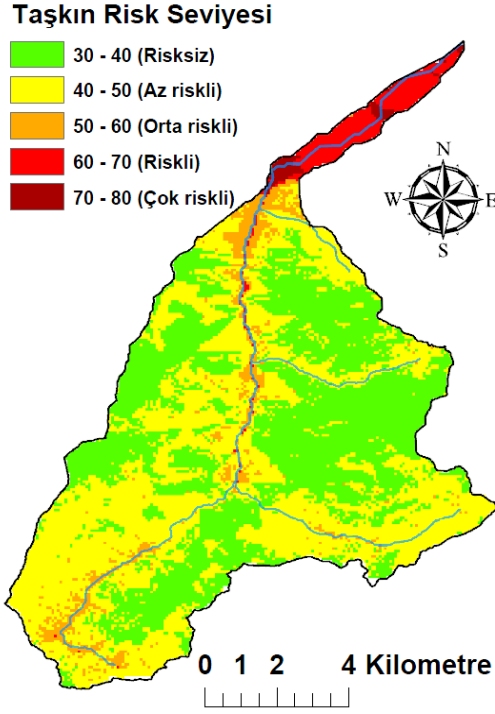 Taşkın Risk Seviyesi
30 - 40 (Risksiz)
40 - 50 (Az riskli)
50 - 60 (Orta riskli)
60 - 70 (Riskli)
70 - 80 (Çok riskli)
N
W E
S
0 1 2 4 Kilometre